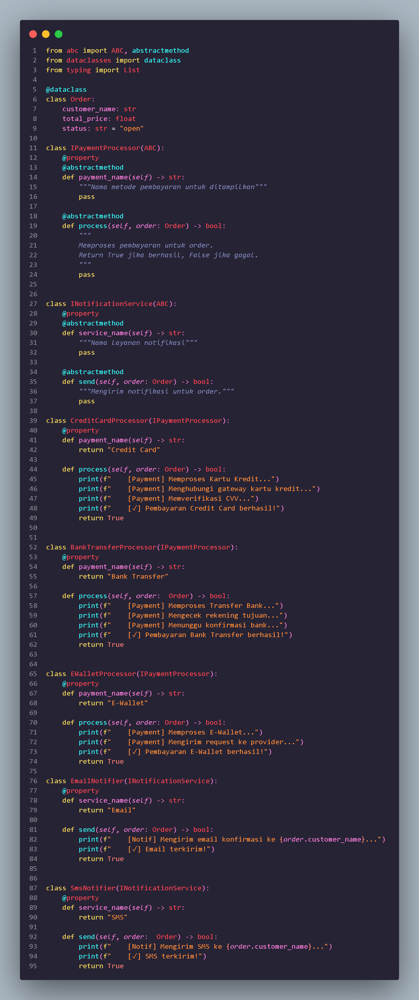 1 from abc import ABC, abstractmethod
2 from dataclasses import dataclass
3 from typing import List
4
5 @dataclass
6 class Order:
7     customer_name: str
8     total_price: float
9     status: str = "open"
10
11 class IPaymentProcessor(ABC):
12     @property
13     @abstractmethod
14     def payment_name(self) -> str:
15         """Nama metode pembayaran untuk ditampilkan"""
16         pass
17
18     @abstractmethod
19     def process(self, order: Order) -> bool:
20         """
21         Memproses pembayaran untuk order.
22         Return True jika berhasil, False jika gagal.
23         """
24         pass
25
26
27 class INotificationService(ABC):
28     @property
29     @abstractmethod
30     def service_name(self) -> str:
31         """Nama layanan notifikasi"""
32         pass
33
34     @abstractmethod
35     def send(self, order: Order) -> bool:
36         """Mengirim notifikasi untuk order."""
37         pass
38
39 class CreditCardProcessor(IPaymentProcessor):
40     @property
41     def payment_name(self) -> str:
42         return "Credit Card"
43
44     def process(self, order: Order) -> bool:
45         print(f"    [Payment] Memproses Kartu Kredit...")
46         print(f"    [Payment] Menghubungi gateway kartu kredit...")
47         print(f"    [Payment] Memverifikasi CVV...")
48         print(f"    [✓] Pembayaran Credit Card berhasil!")
49         return True
50
51
52 class BankTransferProcessor(IPaymentProcessor):
53     @property
54     def payment_name(self) -> str:
55         return "Bank Transfer"
56
57     def process(self, order:  Order) -> bool:
58         print(f"    [Payment] Memproses Transfer Bank...")
59         print(f"    [Payment] Mengecek rekening tujuan...")
60         print(f"    [Payment] Menunggu konfirmasi bank...")
61         print(f"    [✓] Pembayaran Bank Transfer berhasil!")
62         return True
63
64
65 class EWalletProcessor(IPaymentProcessor):
66     @property
67     def payment_name(self) -> str:
68         return "E-Wallet"
69
70     def process(self, order: Order) -> bool:
71         print(f"    [Payment] Memproses E-Wallet...")
72         print(f"    [Payment] Mengirim request ke provider...")
73         print(f"    [✓] Pembayaran E-Wallet berhasil!")
74         return True
75
76 class EmailNotifier(INotificationService):
77     @property
78     def service_name(self) -> str:
79         return "Email"
80
81     def send(self, order: Order) -> bool:
82         print(f"    [Notif] Mengirim email konfirmasi ke {order.customer_name}...")
83         print(f"    [✓] Email terkirim!")
84         return True
85
86
87 class SmsNotifier(INotificationService):
88     @property
89     def service_name(self) -> str:
90         return "SMS"
91
92     def send(self, order:  Order) -> bool:
93         print(f"    [Notif] Mengirim SMS ke {order.customer_name}...")
94         print(f"    [✓] SMS terkirim!")
95         return True